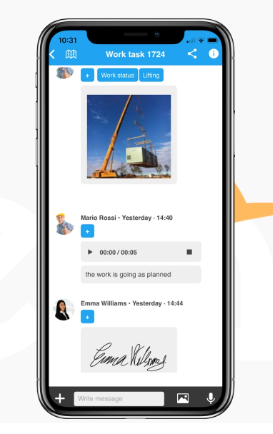 10:31
Work task 1724
+ Work status Lifting
Mario Rossi • Yesterday • 14:40
+
00:00 / 00:05
the work is going as planned
Emma Williams • Yesterday • 14:44
+
Emma Williams
Write message